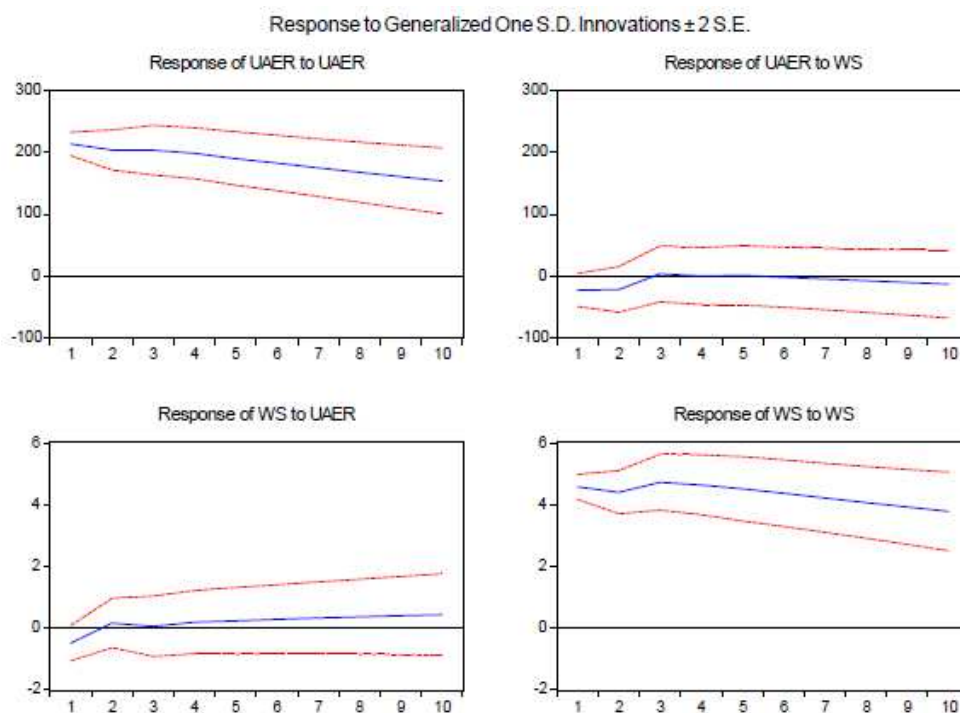 Response to Generalized One S.D. Innovations ± 2 S.E.
Response of UAER to UAER
300
200
100
0
-100
1 2 3 4 5 6 7 8 9 10
Response of UAER to WS
300
200
100
0
-100
1 2 3 4 5 6 7 8 9 10
Response of WS to UAER
6
4
2
0
-2
1 2 3 4 5 6 7 8 9 10
Response of WS to WS
6
4
2
0
-2
1 2 3 4 5 6 7 8 9 10